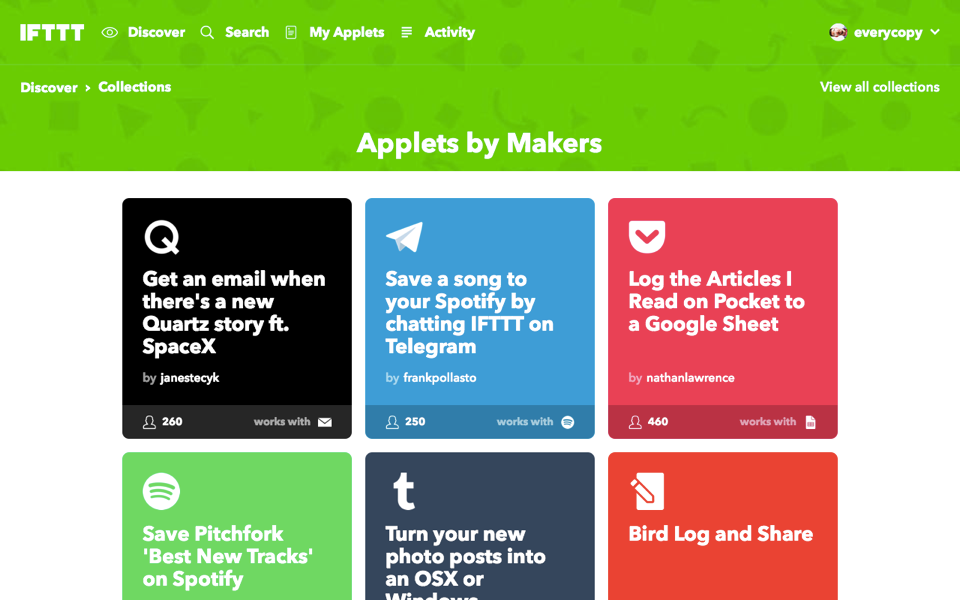 IFTTT Discover Search My Applets Activity everycopy
Discover › Collections View all collections
Applets by Makers
Get an email when
there's a new
Quartz story ft.
SpaceX
by janestecyk
260 works with
Save a song to
your Spotify by
chatting IFTTT on
Telegram
by frankpollasto
250 works with
Log the Articles I
Read on Pocket to
a Google Sheet
by nathanlawrence
460 works with
Save Pitchfork
'Best New Tracks'
on Spotify
Turn your new
photo posts into
an OSX or
Windows
Bird Log and Share